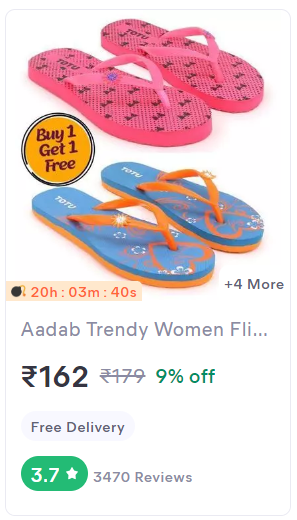 TOTU
Buy 1
Get 1
Free
TOTU
TOTU
20h : 03m : 40s
+4 More
Aadab Trendy Women Fli...
₹162 ₹179 9% off
Free Delivery
3.7 ★ 3470 Reviews